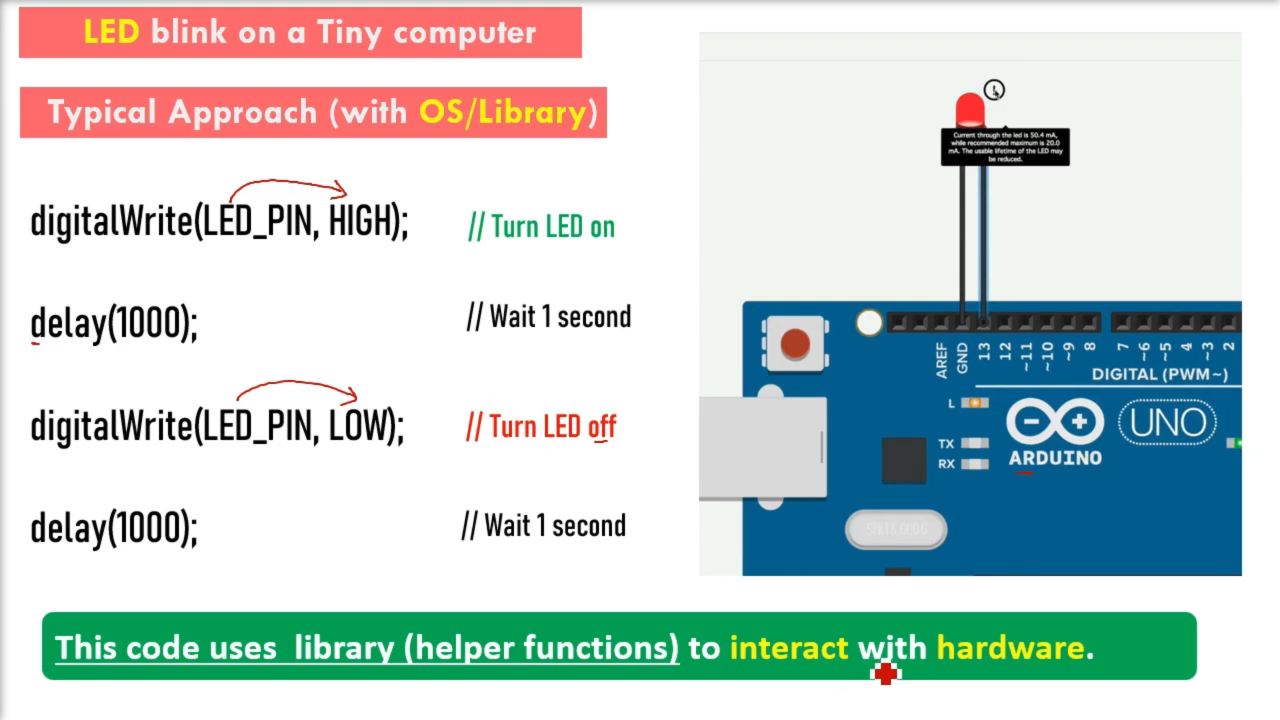 LED blink on a Tiny computer
Typical Approach (with OS/Library)
digitalWrite(LED_PIN, HIGH); // Turn LED on
delay(1000); // Wait 1 second
digitalWrite(LED_PIN, LOW); // Turn LED off
delay(1000); // Wait 1 second
This code uses library (helper functions) to interact with hardware.
Current through the led is 50.4 mA,
while recommended maximum is 20.0
mA. The usable lifetime of the LED may
be reduced.
AREF GND 13 12 ~11 ~10 ~9 8 7 ~6 ~5 4 ~3 2
DIGITAL (PWM~)
L
TX
RX
UNO
ARDUINO